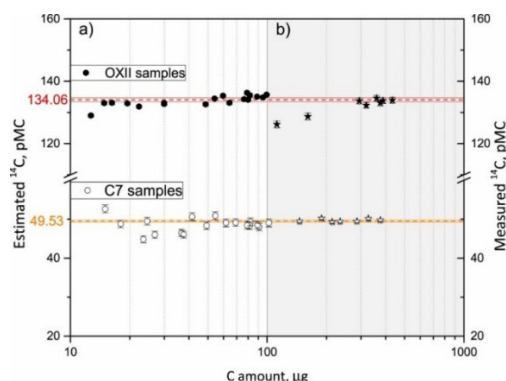 160
a)
b)
160
OXII samples
140
134.06
140
120
120
Estimated ¹⁴C, pMC
Measured ¹⁴C, pMC
C7 samples
49.53
40
40
20
20
10
100
1000
C amount, µg